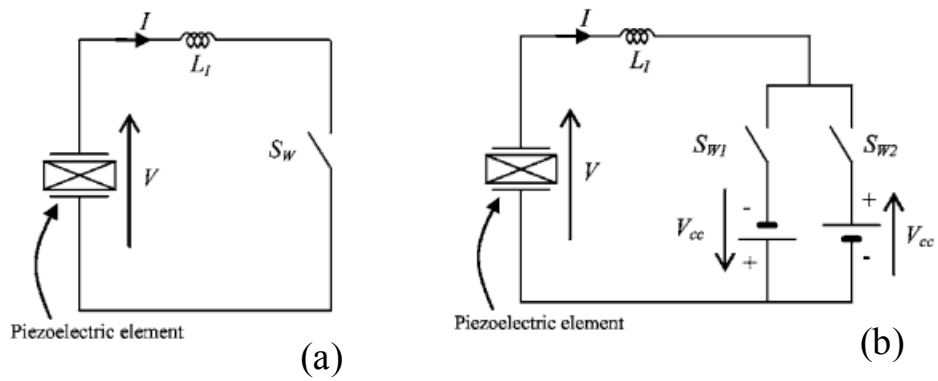 I
L_I
S_W
V
Piezoelectric element
(a)
I
L_I
S_W1
S_W2
V
-
+
V_cc
+
V_cc
-
Piezoelectric element
(b)